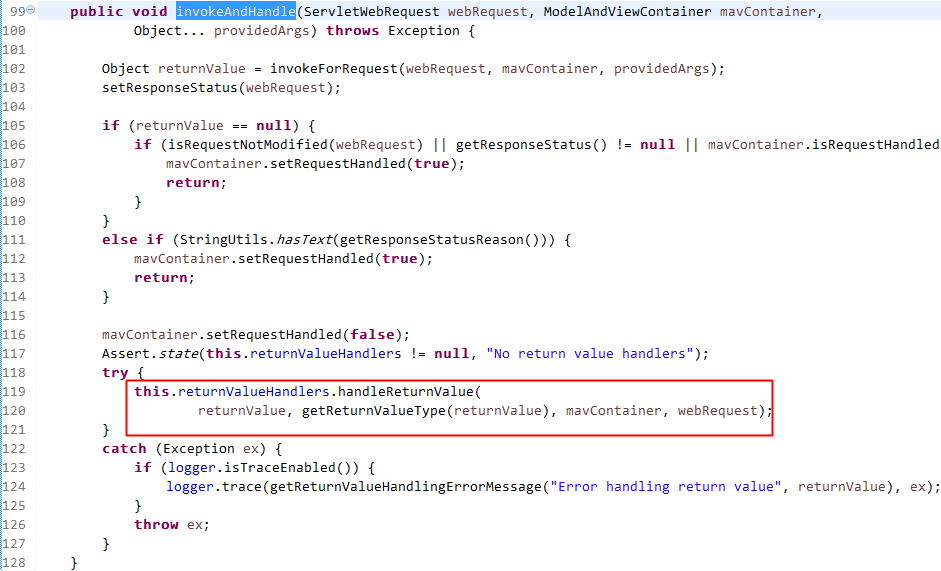 99 public void invokeAndHandle(ServletWebRequest webRequest, ModelAndViewContainer mavContainer,
100 Object... providedArgs) throws Exception {
101
102 Object returnValue = invokeForRequest(webRequest, mavContainer, providedArgs);
103 setResponseStatus(webRequest);
104
105 if (returnValue == null) {
106 if (isRequestNotModified(webRequest) || getResponseStatus() != null || mavContainer.isRequestHandled
107 mavContainer.setRequestHandled(true);
108 return;
109 }
110 }
111 else if (StringUtils.hasText(getResponseStatusReason())) {
112 mavContainer.setRequestHandled(true);
113 return;
114 }
115
116 mavContainer.setRequestHandled(false);
117 Assert.state(this.returnValueHandlers != null, "No return value handlers");
118 try {
119 this.returnValueHandlers.handleReturnValue(
120 returnValue, getReturnValueType(returnValue), mavContainer, webRequest);
121 }
122 catch (Exception ex) {
123 if (logger.isTraceEnabled()) {
124 logger.trace(getReturnValueHandlingErrorMessage("Error handling return value", returnValue), ex);
125 }
126 throw ex;
127 }
128 }